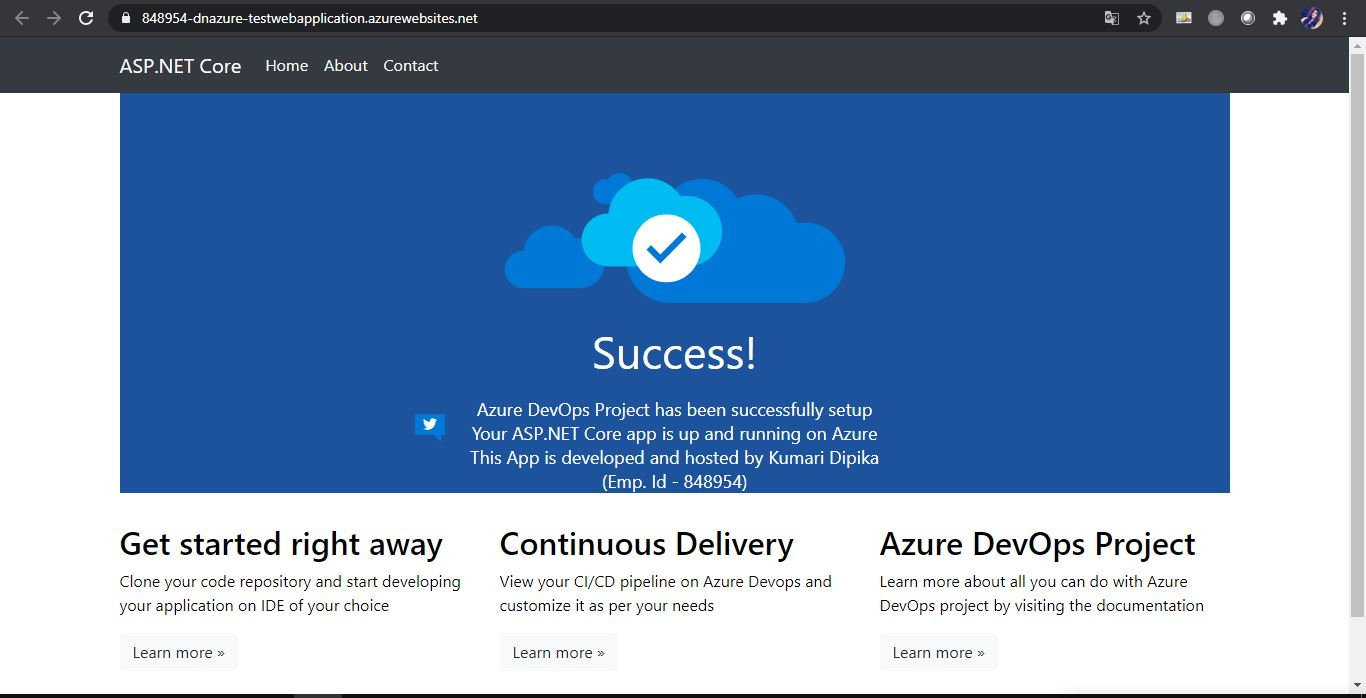 848954-dnazure-testwebapplication.azurewebsites.net
ASP.NET Core Home About Contact
Success!
Azure DevOps Project has been successfully setup
Your ASP.NET Core app is up and running on Azure
This App is developed and hosted by Kumari Dipika
(Emp. Id - 848954)
Get started right away
Clone your code repository and start developing
your application on IDE of your choice
Learn more »
Continuous Delivery
View your CI/CD pipeline on Azure Devops and
customize it as per your needs
Learn more »
Azure DevOps Project
Learn more about all you can do with Azure
DevOps project by visiting the documentation
Learn more »